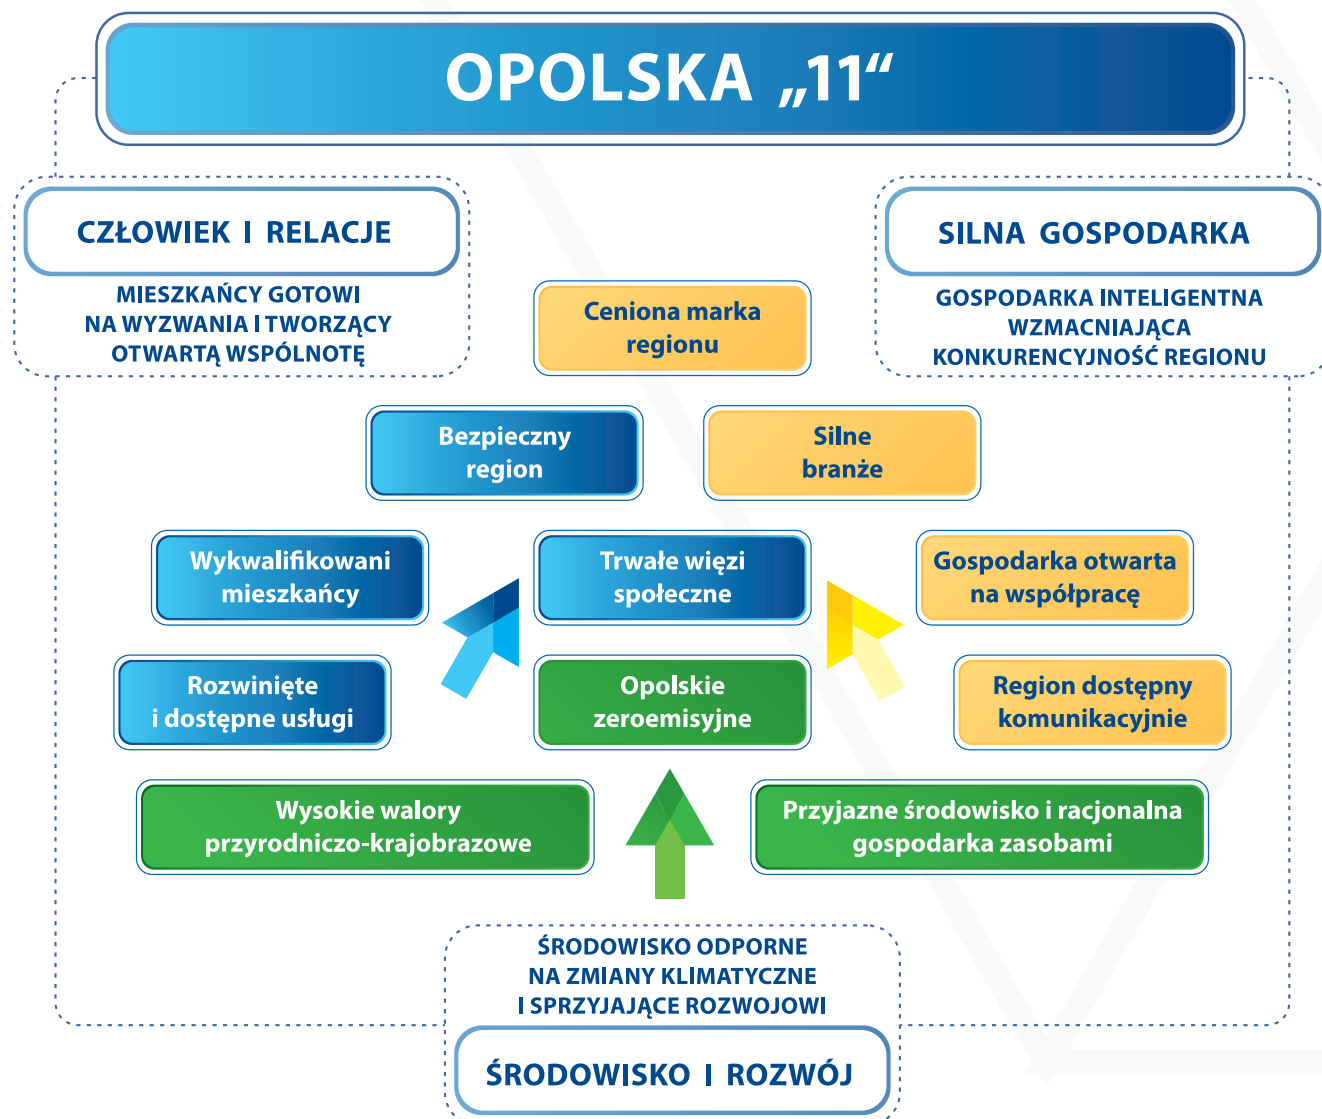 OPOLSKA „11“
CZŁOWIEK I RELACJE
MIESZKAŃCY GOTOWI
NA WYZWANIA I TWORZĄCY
OTWARTĄ WSPÓLNOTĘ
SILNA GOSPODARKA
GOSPODARKA INTELIGENTNA
WZMACNIAJĄCA
KONKURENCYJNOŚĆ REGIONU
Ceniona marka
regionu
Bezpieczny
region
Silne
branże
Wykwalifikowani
mieszkańcy
Trwałe więzi
społeczne
Gospodarka otwarta
na współpracę
Rozwinięte
i dostępne usługi
Opolskie
zeroemisyjne
Region dostępny
komunikacyjnie
Wysokie walory
przyrodniczo-krajobrazowe
Przyjazne środowisko i racjonalna
gospodarka zasobami
ŚRODOWISKO ODPORNE
NA ZMIANY KLIMATYCZNE
I SPRZYJAJĄCE ROZWOJOWI
ŚRODOWISKO I ROZWÓJ